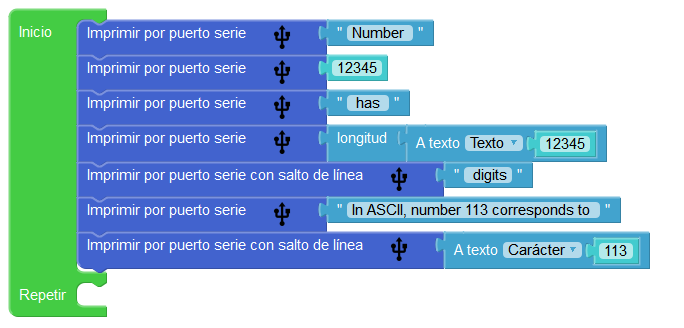 Inicio Imprimir por puerto serie " Number "
Imprimir por puerto serie 12345
Imprimir por puerto serie " has "
Imprimir por puerto serie longitud A texto Texto 12345
Imprimir por puerto serie con salto de línea " digits "
Imprimir por puerto serie " In ASCII, number 113 corresponds to "
Imprimir por puerto serie con salto de línea A texto Carácter 113
Repetir